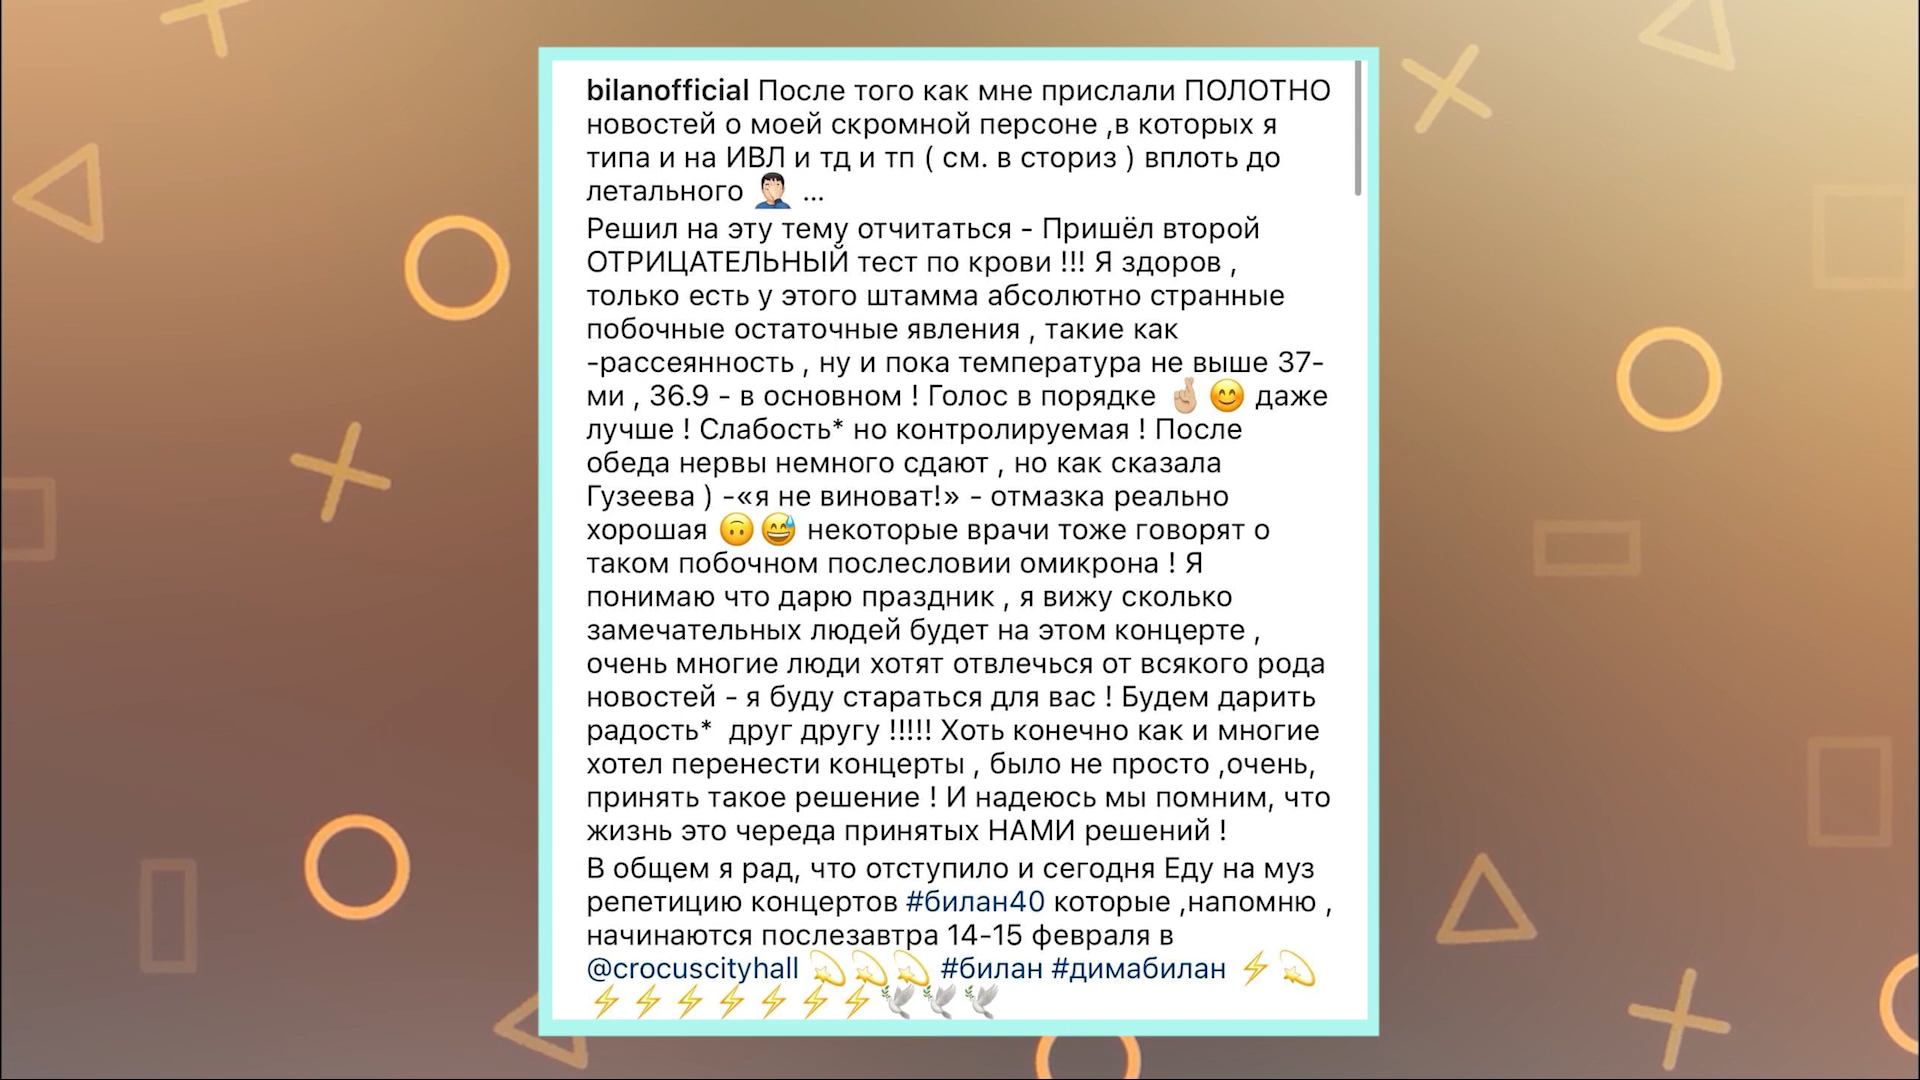 bilanofficial После того как мне прислали ПОЛОТНО
новостей о моей скромной персоне ,в которых я
типа и на ИВЛ и тд и тп ( см. в сториз ) вплоть до
летального 🤦🏻‍♂️ ...
Решил на эту тему отчитаться - Пришёл второй
ОТРИЦАТЕЛЬНЫЙ тест по крови !!! Я здоров ,
только есть у этого штамма абсолютно странные
побочные остаточные явления , такие как
-рассеянность , ну и пока температура не выше 37-
ми , 36.9 - в основном ! Голос в порядке 🤞🏼😊 даже
лучше ! Слабость* но контролируемая ! После
обеда нервы немного сдают , но как сказала
Гузеева ) -«я не виноват!» - отмазка реально
хорошая 🙃😅 некоторые врачи тоже говорят о
таком побочном послесловии омикрона ! Я
понимаю что дарю праздник , я вижу сколько
замечательных людей будет на этом концерте ,
очень многие люди хотят отвлечься от всякого рода
новостей - я буду стараться для вас ! Будем дарить
радость*  друг другу !!!!! Хоть конечно как и многие
хотел перенести концерты , было не просто ,очень,
принять такое решение ! И надеюсь мы помним, что
жизнь это череда принятых НАМИ решений !
В общем я рад, что отступило и сегодня Еду на муз
репетицию концертов #билан40 которые ,напомню ,
начинаются послезавтра 14-15 февраля в
@crocuscityhall 💫💫💫 #билан #димабилан ⚡💫
⚡⚡⚡⚡⚡⚡⚡🕊🕊🕊